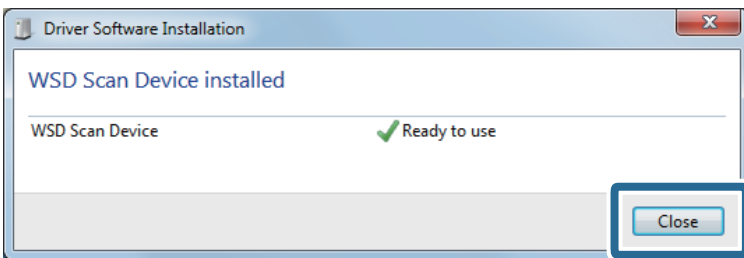 Driver Software Installation
WSD Scan Device installed
WSD Scan Device Ready to use
Close